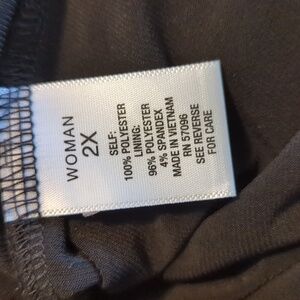 WOMAN
2X
SELF:
100% POLYESTER
LINING:
96% POLYESTER
4% SPANDEX
MADE IN VIETNAM
RN 57096
SEE REVERSE
FOR CARE